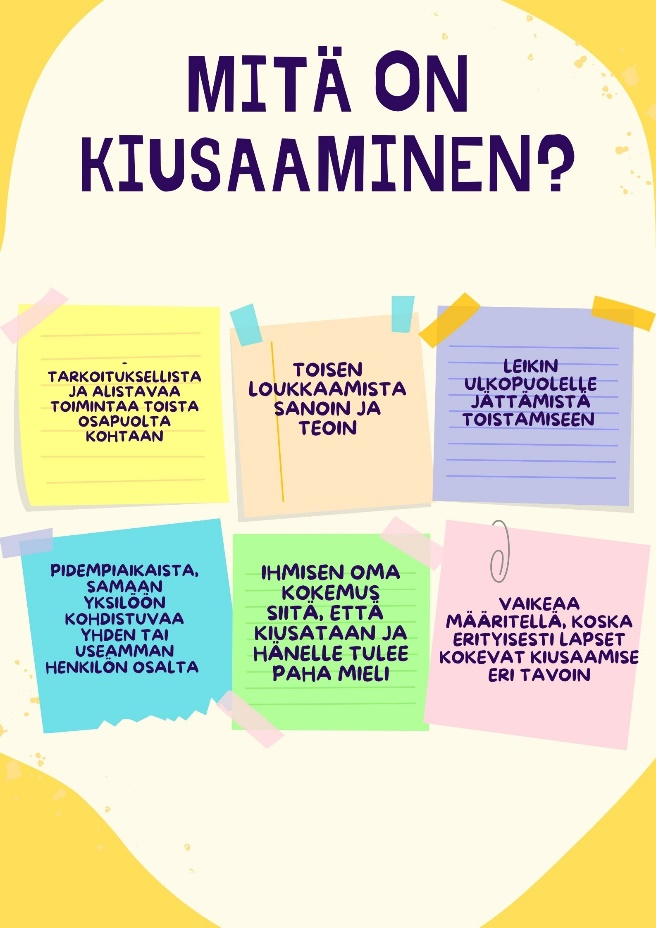 MITÄ ON
KIUSAAMINEN?
-
TARKOITUKSELLISTA
JA ALISTAVAA
TOIMINTAA TOISTA
OSAPUOLTA
KOHTAAN
TOISEN
LOUKKAAMISTA
SANOIN JA
TEOIN
LEIKIN
ULKOPUOLELLE
JÄTTÄMISTÄ
TOISTAMISEEN
PIDEMPIAIKAISTA,
SAMAAN
YKSILÖÖN
KOHDISTUVAA
YHDEN TAI
USEAMMAN
HENKILÖN OSALTA
IHMISEN OMA
KOKEMUS
SIITÄ, ETTÄ
KIUSATAAN JA
HÄNELLE TULEE
PAHA MIELI
VAIKEAA
MÄÄRITELLÄ, KOSKA
ERITYISESTI LAPSET
KOKEVAT KIUSAAMISE
ERI TAVOIN